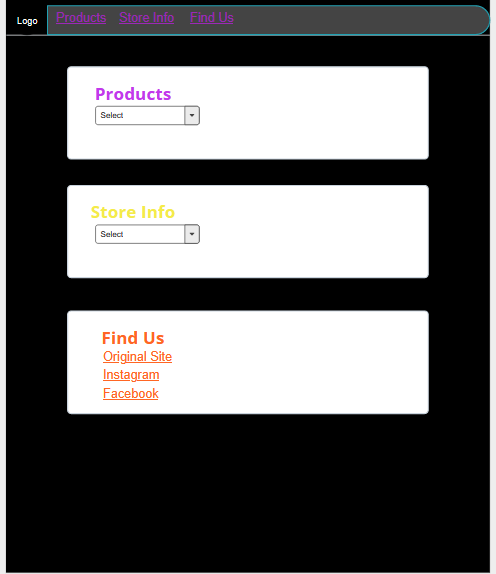 Logo Products Store Info Find Us
Products
Select
Store Info
Select
Find Us
Original Site
Instagram
Facebook